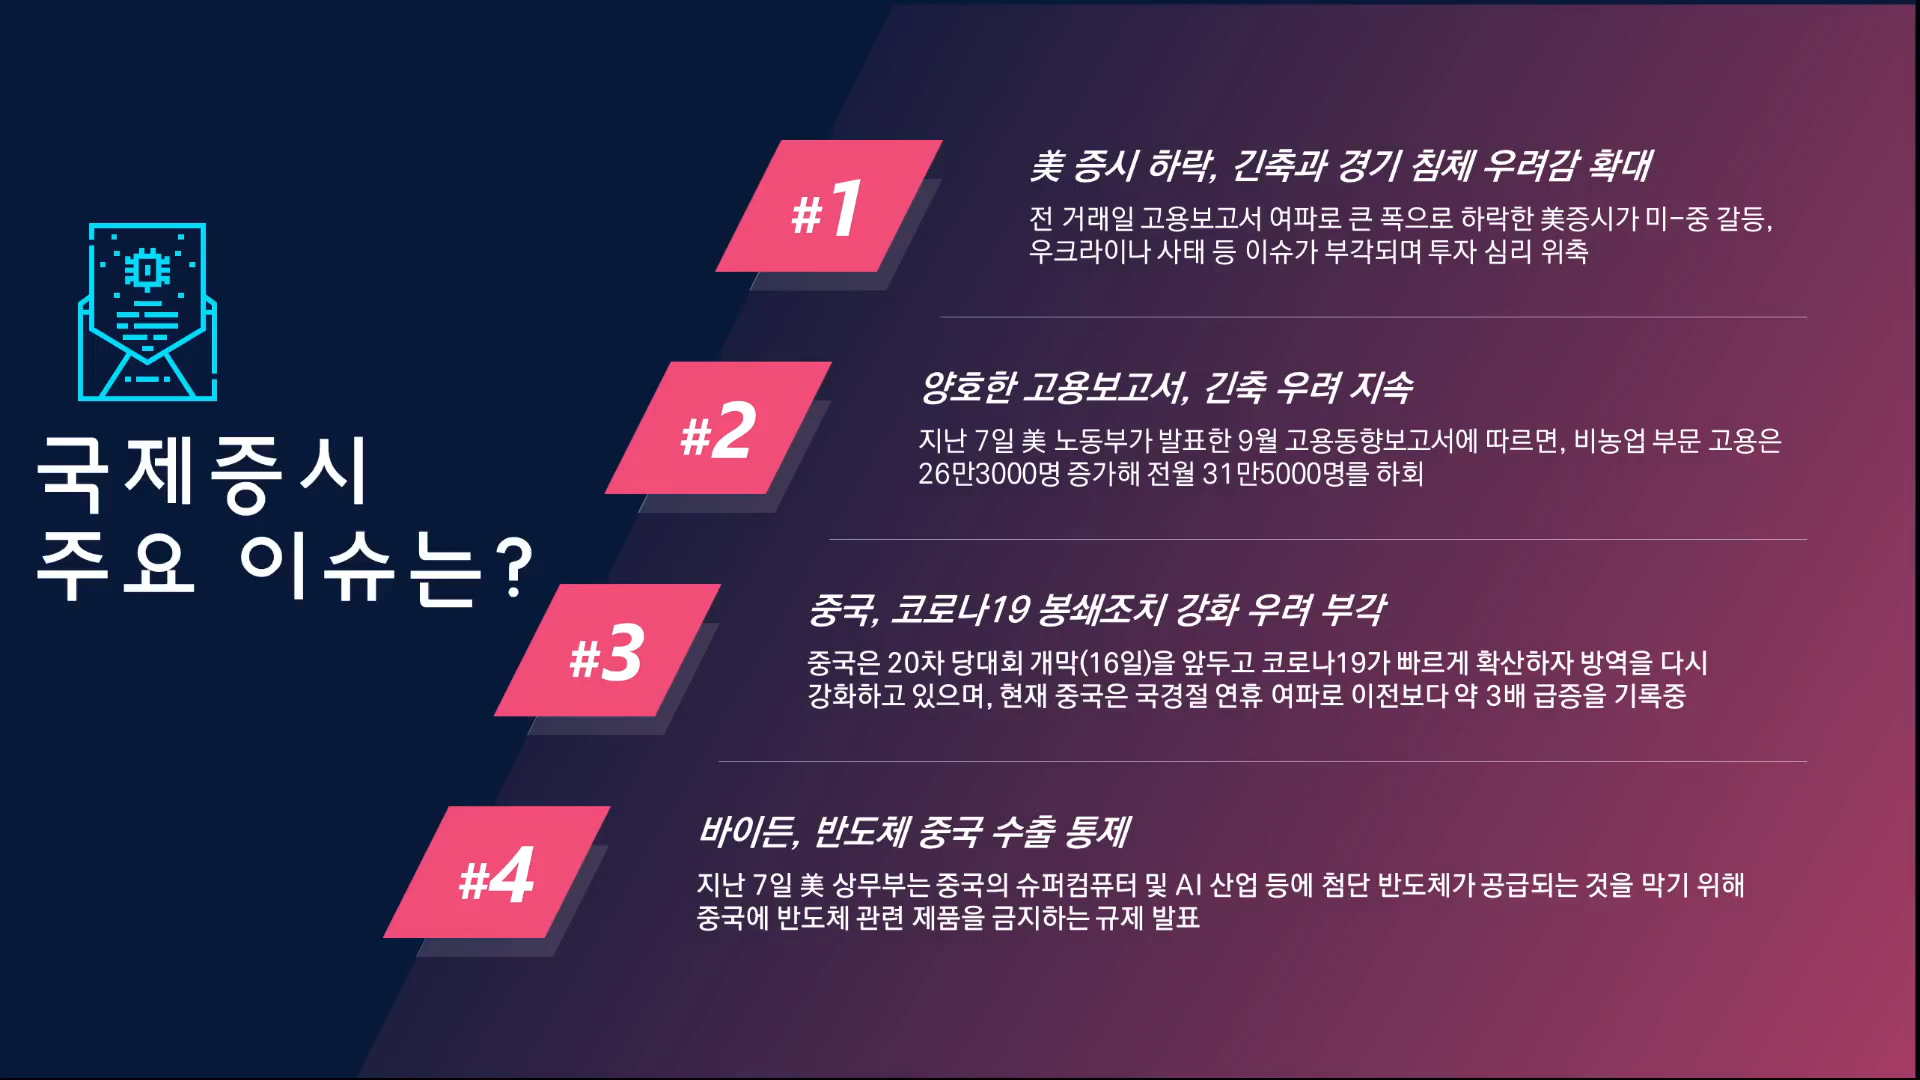 국제증시
주요 이슈는?
#1
美 증시 하락, 긴축과 경기 침체 우려감 확대
전 거래일 고용보고서 여파로 큰 폭으로 하락한 美증시가 미-중 갈등,
우크라이나 사태 등 이슈가 부각되며 투자 심리 위축
#2
양호한 고용보고서, 긴축 우려 지속
지난 7일 美 노동부가 발표한 9월 고용동향보고서에 따르면, 비농업 부문 고용은
26만3000명 증가해 전월 31만5000명를 하회
#3
중국, 코로나19 봉쇄조치 강화 우려 부각
중국은 20차 당대회 개막(16일)을 앞두고 코로나19가 빠르게 확산하자 방역을 다시
강화하고 있으며, 현재 중국은 국경절 연휴 여파로 이전보다 약 3배 급증을 기록중
#4
바이든, 반도체 중국 수출 통제
지난 7일 美 상무부는 중국의 슈퍼컴퓨터 및 AI 산업 등에 첨단 반도체가 공급되는 것을 막기 위해
중국에 반도체 관련 제품을 금지하는 규제 발표